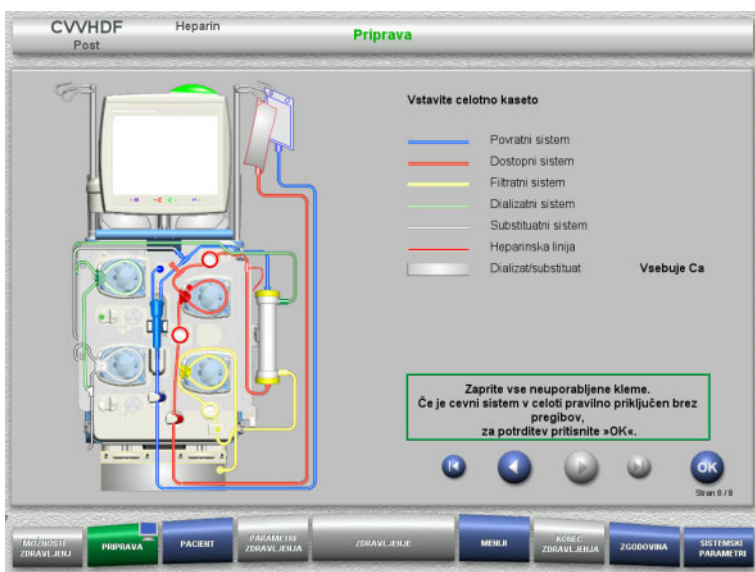 CVVHDF
Post
Heparin
Priprava
Vstavite celotno kaseto
Povratni sistem
Dostopni sistem
Filtratni sistem
Dializatni sistem
Substituatni sistem
Heparinska linija
Dializat/substituat Vsebuje Ca
Zaprite vse neuporabljene kleme.
Če je cevni sistem v celoti pravilno priključen brez
pregibov,
za potrditev pritisnite »OK«.
OK
Stran 8 / 8
MOŽNOSTI
ZDRAVLJENJ
PRIPRAVA
PACIENT
PARAMETRI
ZDRAVLJENJA
ZDRAVLJENJE
MENIJI
KONEC
ZDRAVLJENJA
ZGODOVINA
SISTEMSKI
PARAMETRI